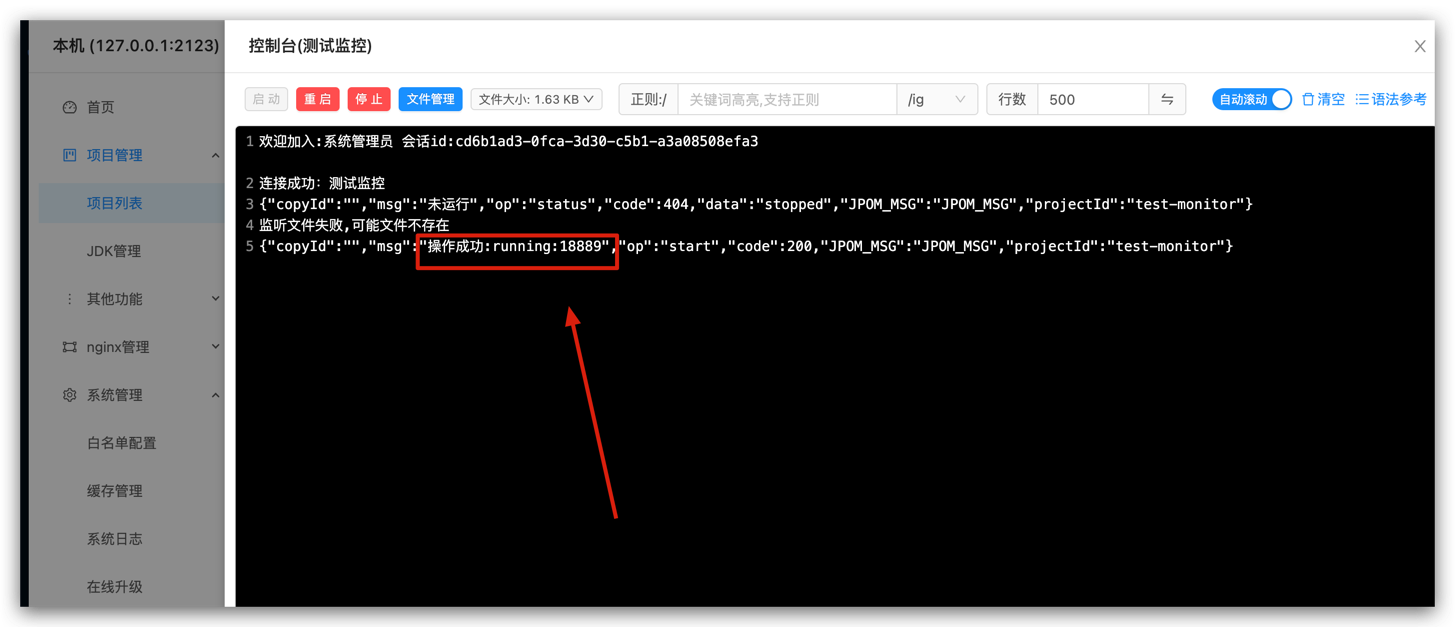 本机 (127.0.0.1:2123)
首页
项目管理
项目列表
JDK管理
其他功能
nginx管理
系统管理
白名单配置
缓存管理
系统日志
在线升级
控制台(测试监控)
启 动 重 启 停 止 文件管理 文件大小: 1.63 KB 正则:/ 关键词高亮,支持正则 /ig 行数 500 自动滚动 清空 语法参考
1 欢迎加入:系统管理员 会话id:cd6b1ad3-0fca-3d30-c5b1-a3a08508efa3
2 连接成功: 测试监控
3 {"copyId":"","msg":"未运行","op":"status","code":404,"data":"stopped","JPOM_MSG":"JPOM_MSG","projectId":"test-monitor"}
4 监听文件失败,可能文件不存在
5 {"copyId":"","msg":"操作成功:running:18889","op":"start","code":200,"JPOM_MSG":"JPOM_MSG","projectId":"test-monitor"}